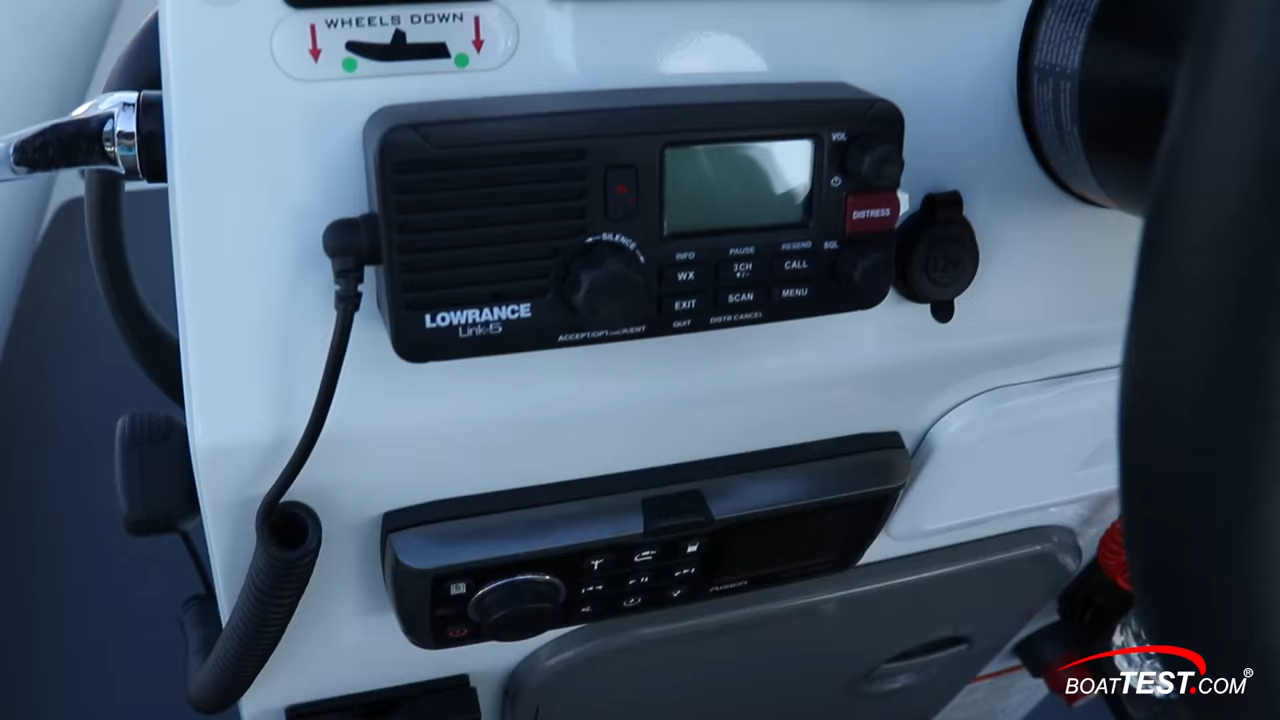 WHEELS DOWN
VOL
DISTRESS
SILENCE
INFO PAUSE RESEND SQL
WX 3CH +/- CALL
EXIT SCAN MENU
QUIT DISTR CANCEL
LOWRANCE
Link-5
FUSION
BOATTEST.COM®